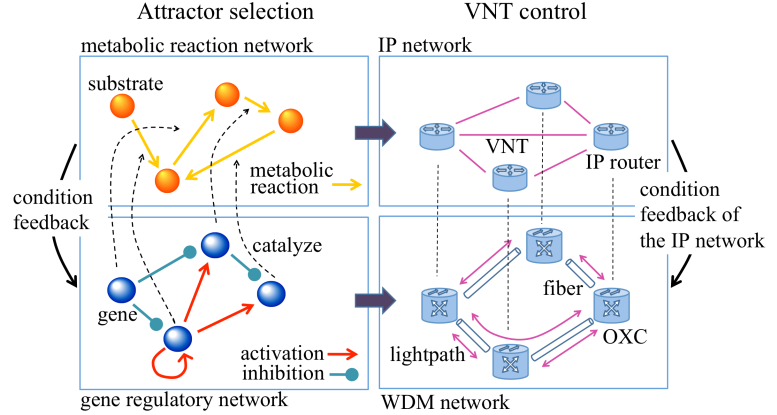 Attractor selection
VNT control
metabolic reaction network
IP network
substrate
VNT
IP router
metabolic
reaction
condition
feedback
condition
feedback of
the IP network
catalyze
gene
fiber
OXC
lightpath
activation
inhibition
gene regulatory network
WDM network